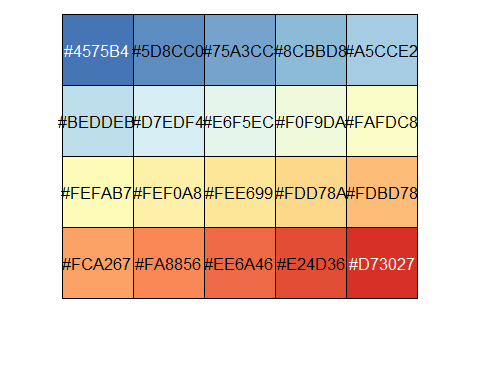 #4575B4 #5D8CC0 #75A3CC #8CBBD8 #A5CCE2
#BEDDEB #D7EDF4 #E6F5EC #F0F9DA #FAFDC8
#FEFAB7 #FEF0A8 #FEE699 #FDD78A #FDBD78
#FCA267 #FA8856 #EE6A46 #E24D36 #D73027